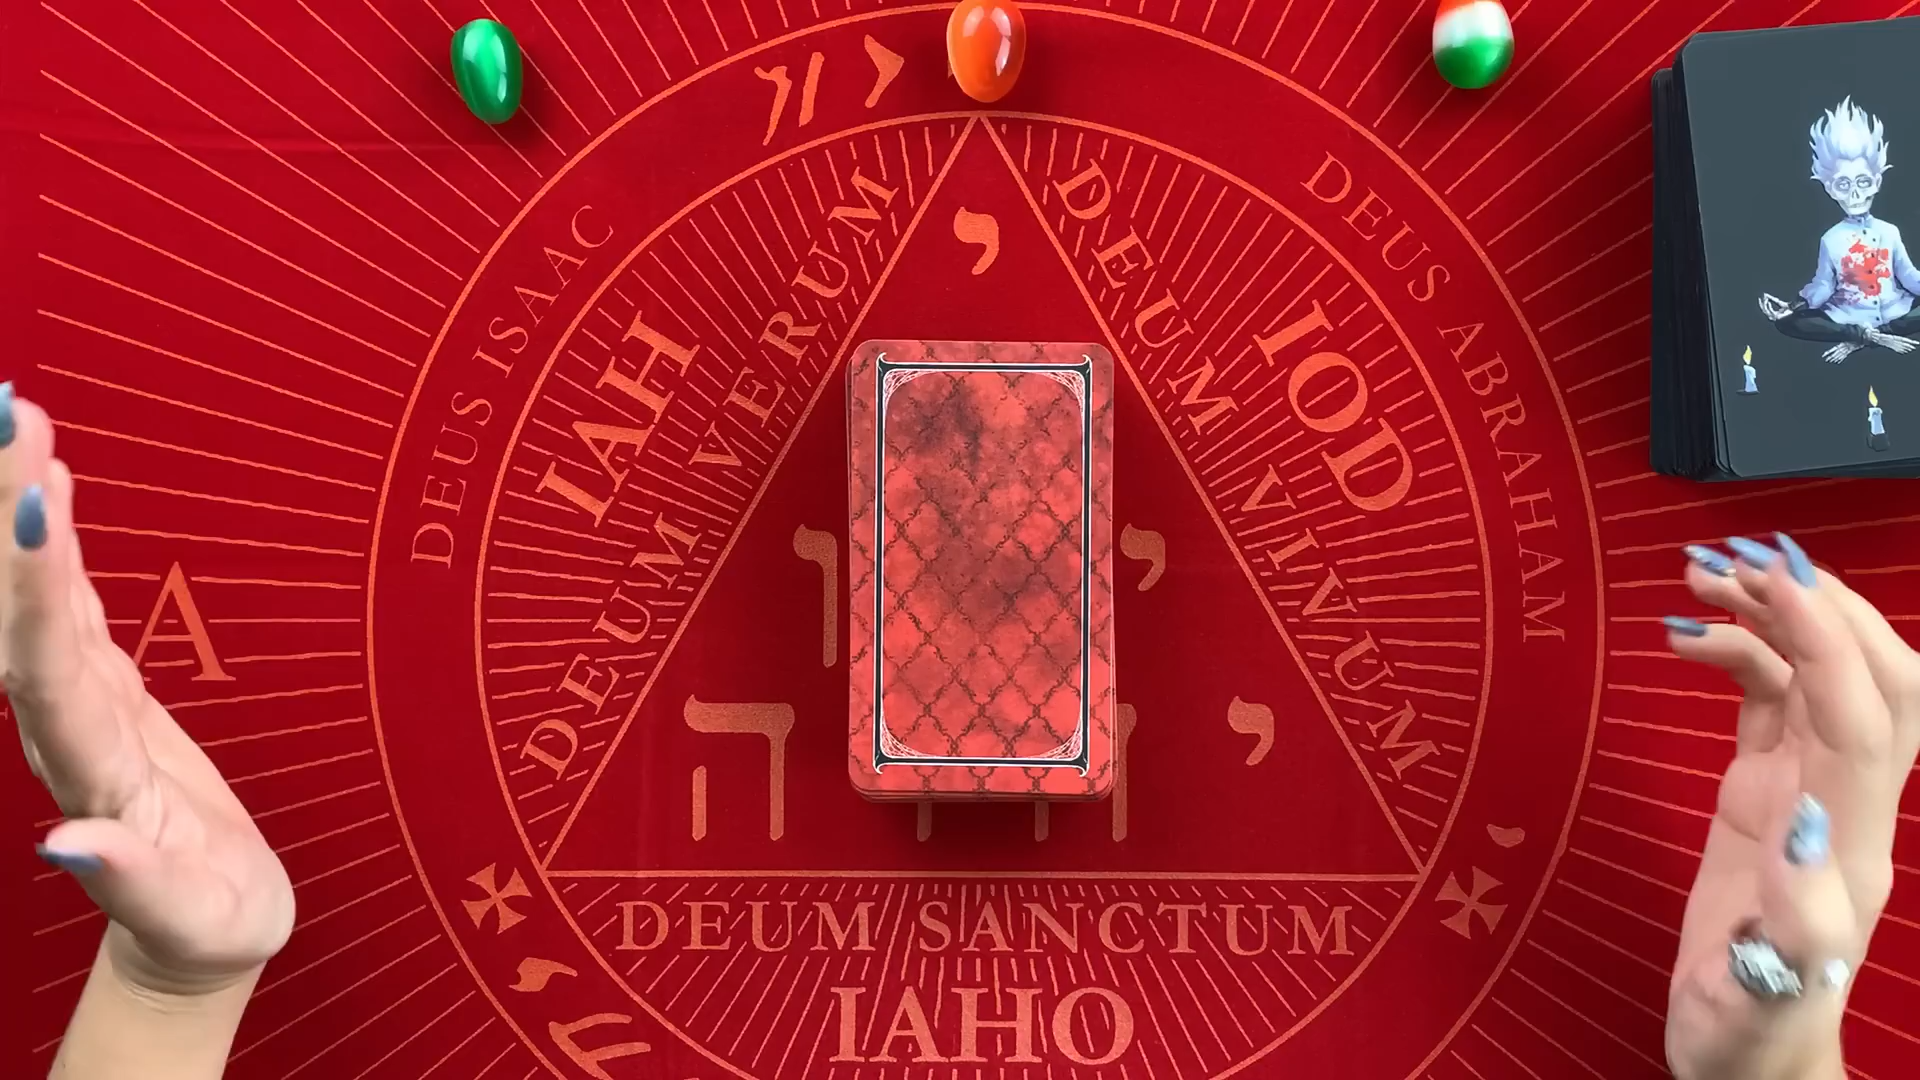 DEUS ISAAC
DEUS ABRAHAM
IAH
IOD
DEUM VERUM
DEUM VIVUM
י
A
DEUM SANCTUM
IAHO